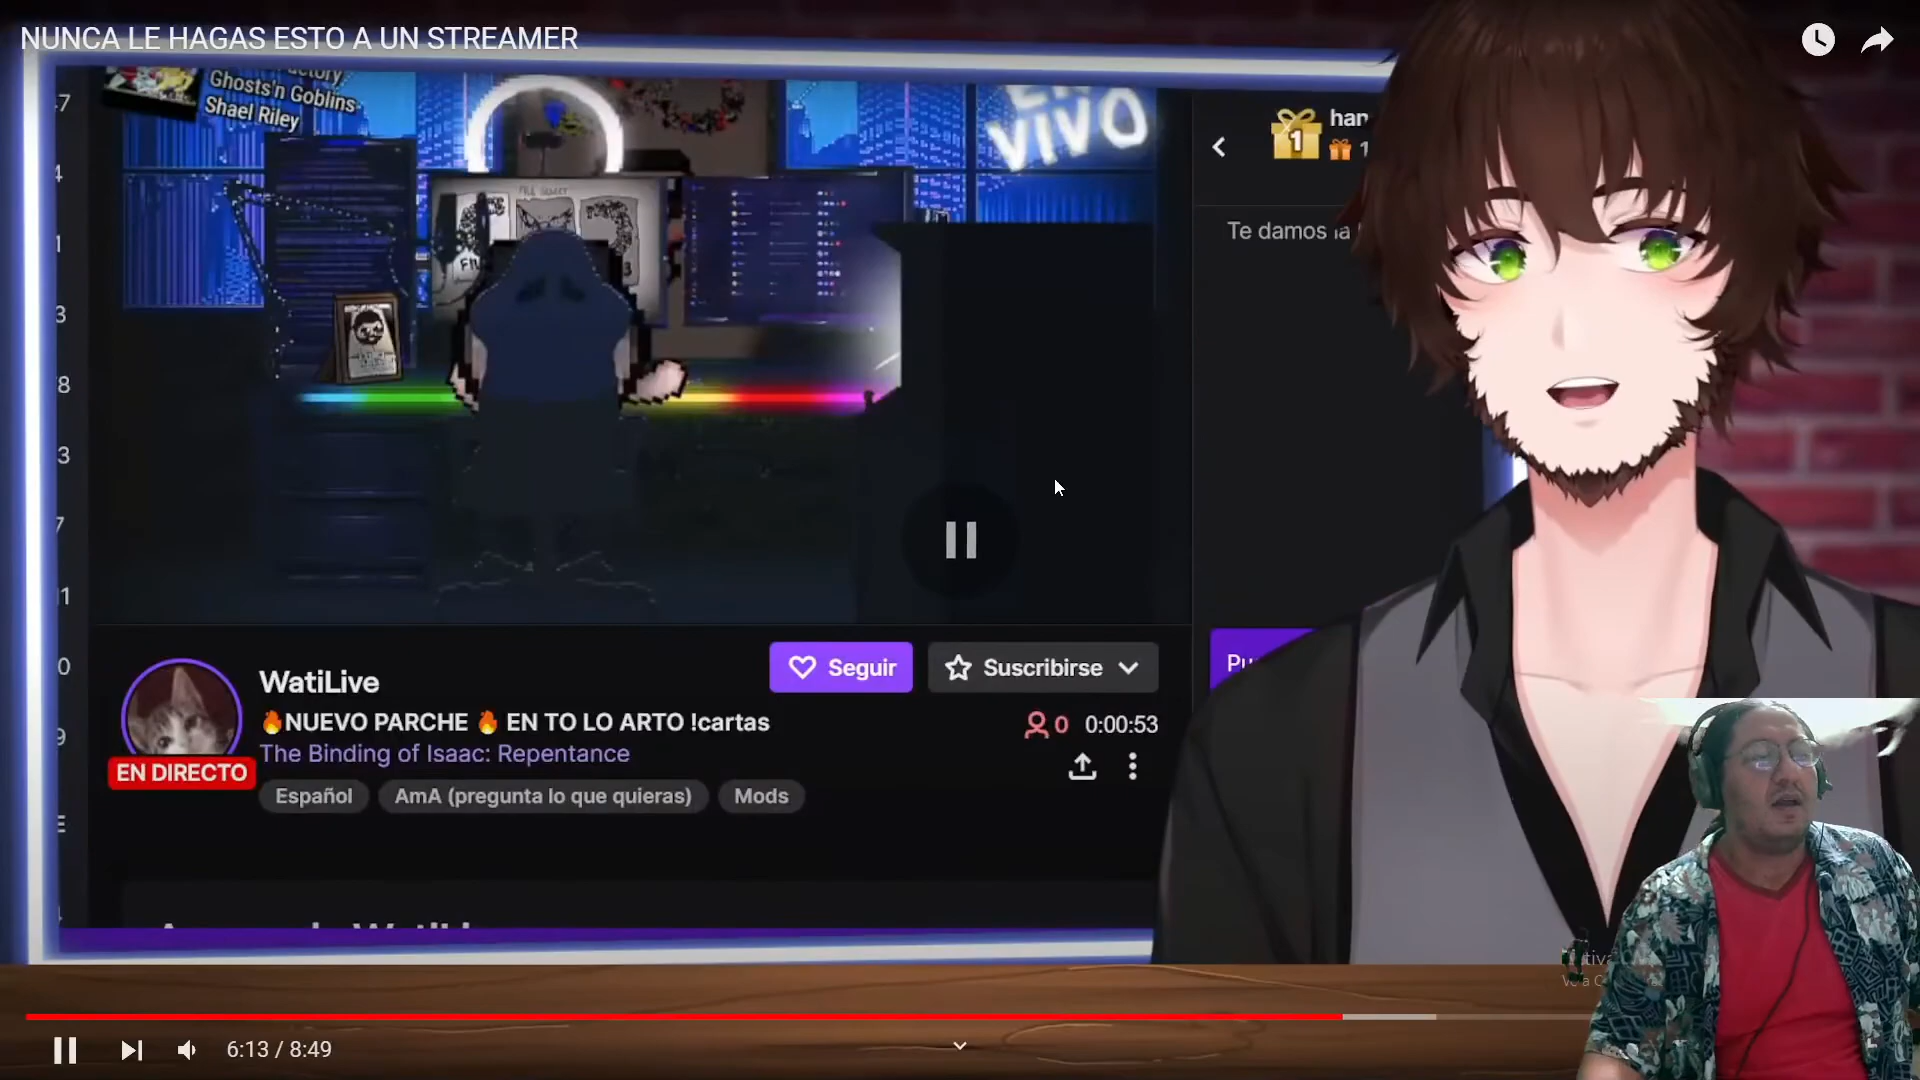 NUNCA LE HAGAS ESTO A UN STREAMER
Ghosts'n Goblins
Shael Riley
VIVO
han
1
Te damos la
WatiLive
Seguir
Suscribirse
🔥NUEVO PARCHE 🔥 EN TO LO ARTO !cartas
0
0:00:53
The Binding of Isaac: Repentance
EN DIRECTO
Español
AmA (pregunta lo que quieras)
Mods
6:13 / 8:49